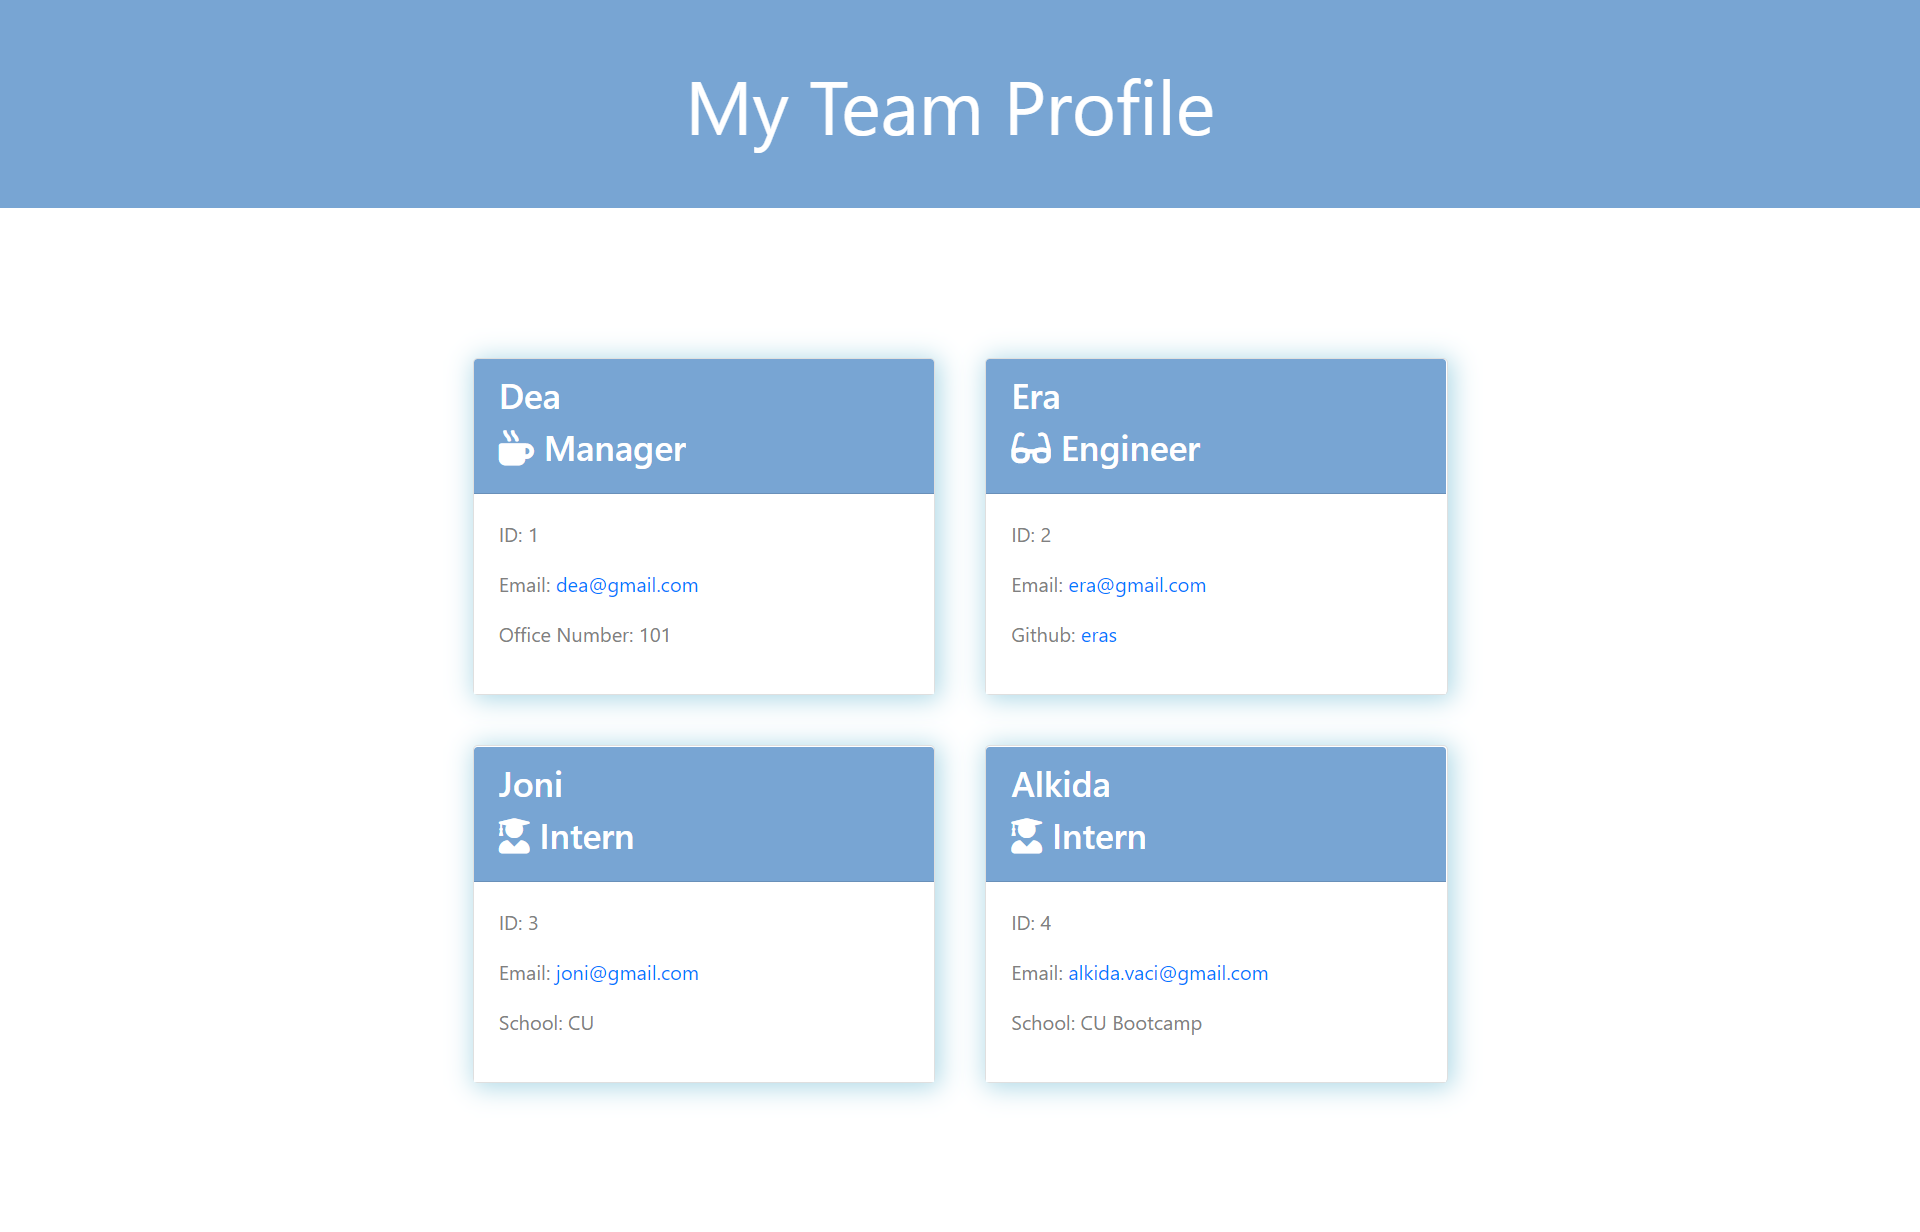 My Team Profile
Dea
Manager
ID: 1
Email: dea@gmail.com
Office Number: 101
Era
Engineer
ID: 2
Email: era@gmail.com
Github: eras
Joni
Intern
ID: 3
Email: joni@gmail.com
School: CU
Alkida
Intern
ID: 4
Email: alkida.vaci@gmail.com
School: CU Bootcamp